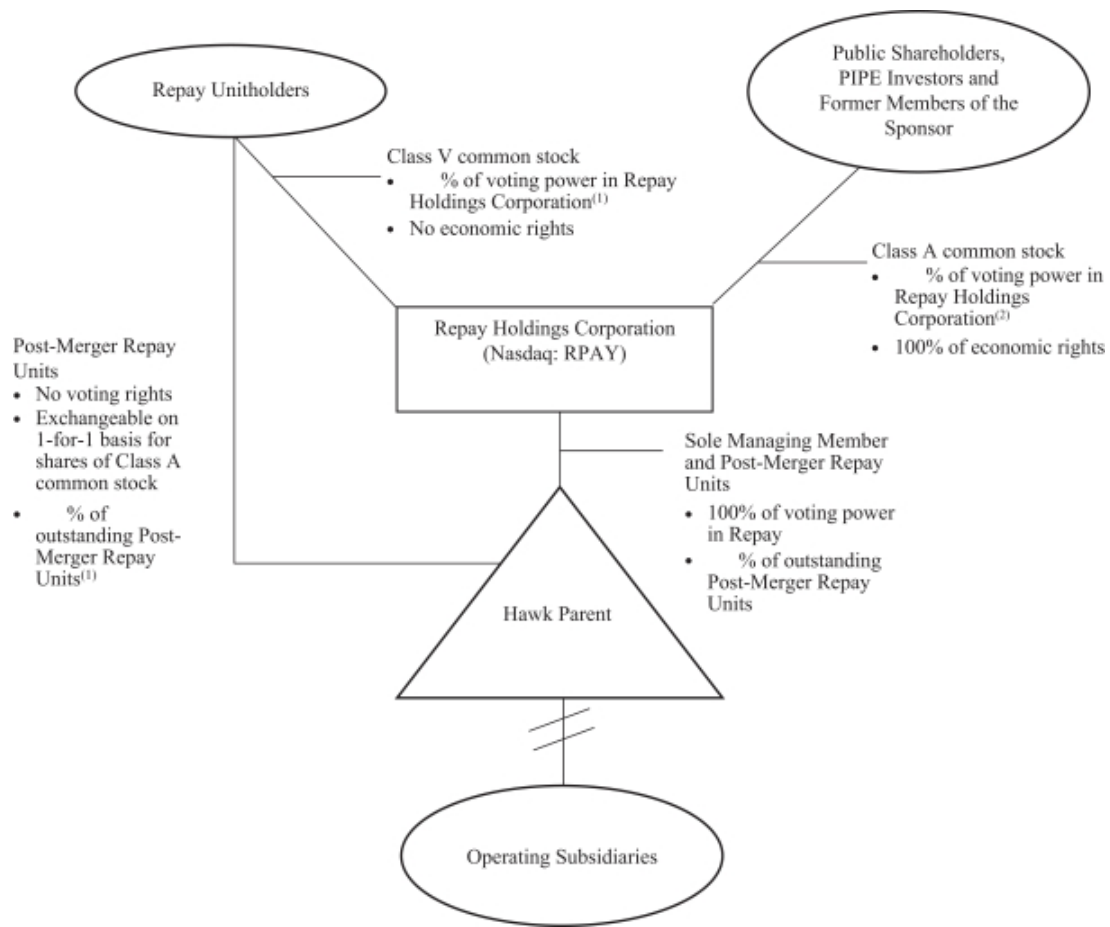 Repay Unitholders
Public Shareholders,
PIPE Investors and
Former Members of the
Sponsor
Class V common stock
• % of voting power in Repay
Holdings Corporation(1)
• No economic rights
Class A common stock
• % of voting power in
Repay Holdings
Corporation(2)
• 100% of economic rights
Repay Holdings Corporation
(Nasdaq: RPAY)
Post-Merger Repay
Units
• No voting rights
• Exchangeable on
1-for-1 basis for
shares of Class A
common stock
• % of
outstanding Post-
Merger Repay
Units(1)
Sole Managing Member
and Post-Merger Repay
Units
• 100% of voting power
in Repay
• % of outstanding
Post-Merger Repay
Units
Hawk Parent
Operating Subsidiaries